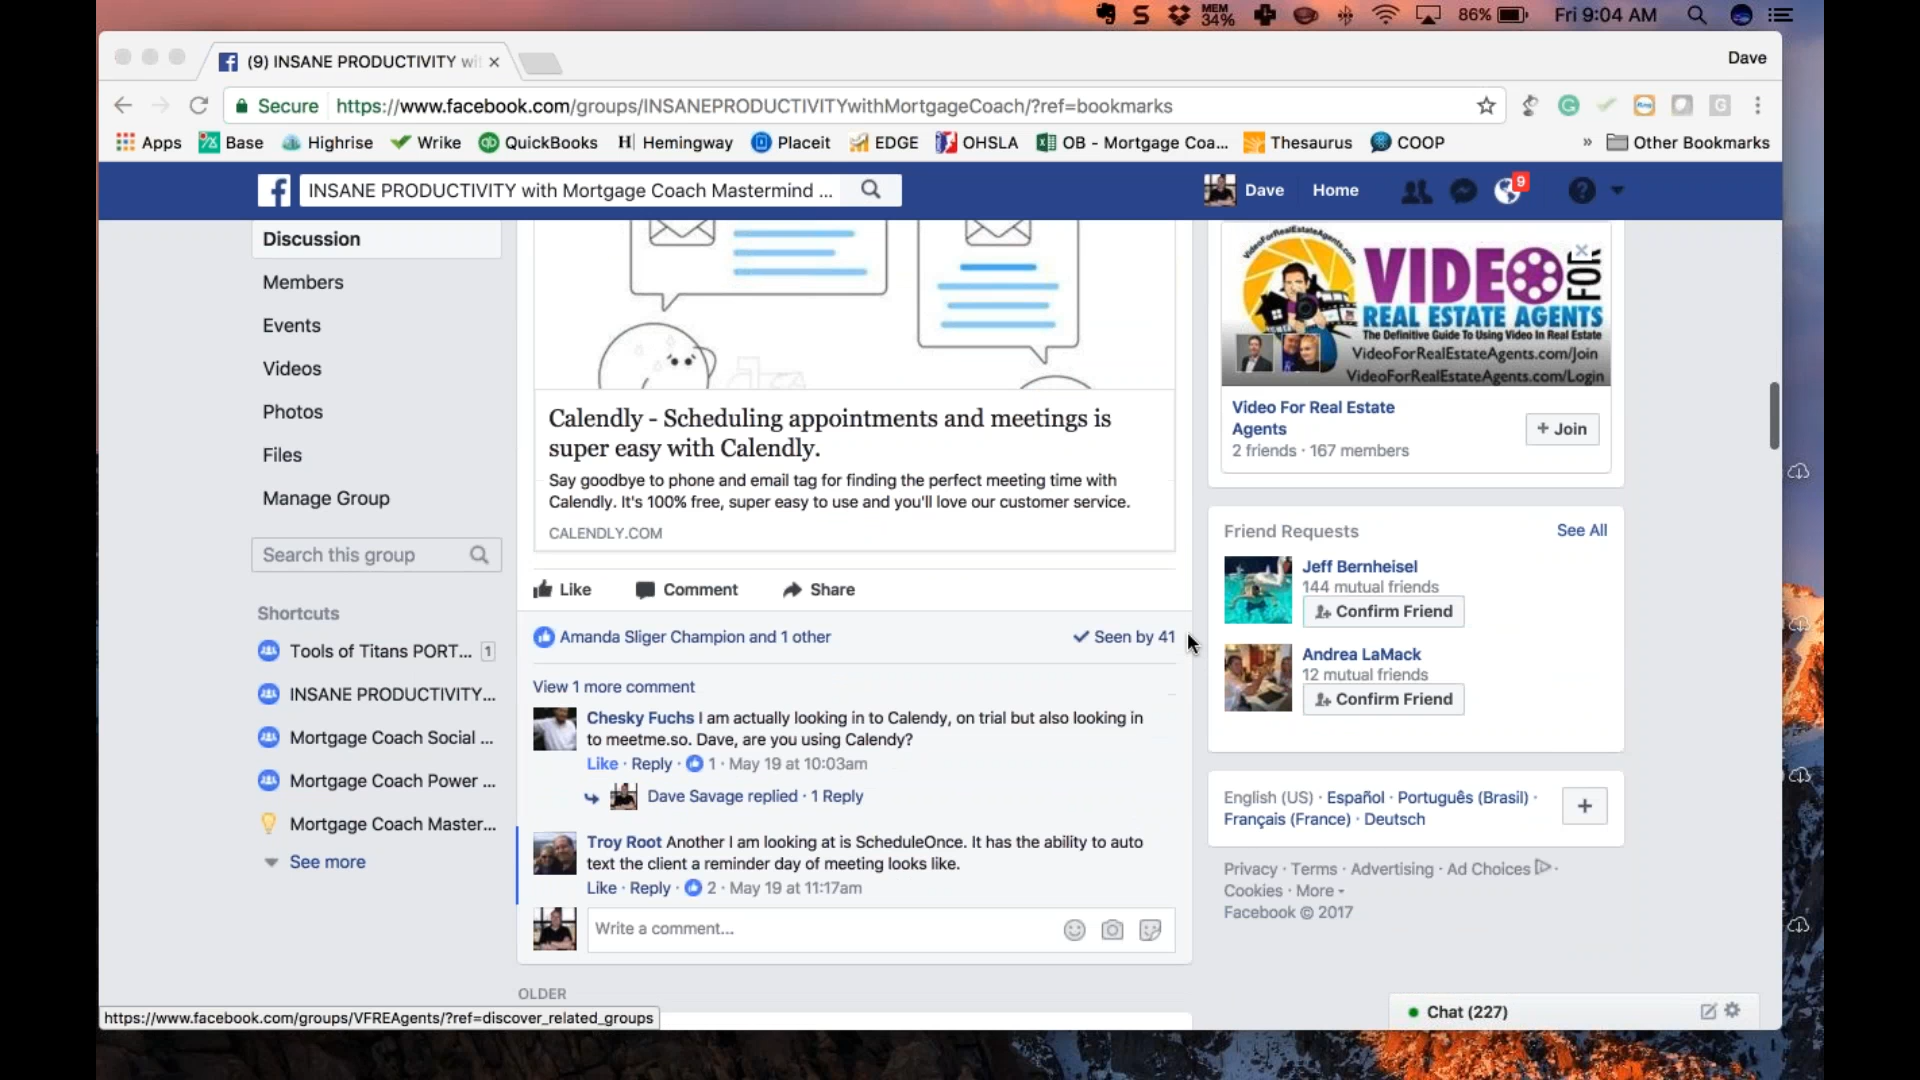 MEM
34%
86%
Fri 9:04 AM
(9) INSANE PRODUCTIVITY wi
Dave
Secure
https://www.facebook.com/groups/INSANEPRODUCTIVITYwithMortgageCoach/?ref=bookmarks
Apps
Base
Highrise
Wrike
QuickBooks
Hemingway
Placeit
EDGE
OHSLA
OB - Mortgage Coa...
Thesaurus
COOP
»
Other Bookmarks
INSANE PRODUCTIVITY with Mortgage Coach Mastermind ...
Dave
Home
9
Discussion
Members
Events
Videos
Photos
Files
Manage Group
Search this group
Shortcuts
Tools of Titans PORT... 1
INSANE PRODUCTIVITY...
Mortgage Coach Social ...
Mortgage Coach Power ...
Mortgage Coach Master...
See more
Calendly - Scheduling appointments and meetings is
super easy with Calendly.
Say goodbye to phone and email tag for finding the perfect meeting time with
Calendly. It's 100% free, super easy to use and you'll love our customer service.
CALENDLY.COM
Like
Comment
Share
Amanda Sliger Champion and 1 other
Seen by 41
View 1 more comment
Chesky Fuchs I am actually looking in to Calendy, on trial but also looking in
to meetme.so. Dave, are you using Calendy?
Like · Reply · 1 · May 19 at 10:03am
Dave Savage replied · 1 Reply
Troy Root Another I am looking at is ScheduleOnce. It has the ability to auto
text the client a reminder day of meeting looks like.
Like · Reply · 2 · May 19 at 11:17am
Write a comment...
OLDER
VideoForRealEstateAgents.com
VIDEO FOR
REAL ESTATE AGENTS
The Definitive Guide To Using Video In Real Estate
VideoForRealEstateAgents.com/Join
VideoForRealEstateAgents.com/Login
Video For Real Estate
Agents
2 friends · 167 members
+ Join
Friend Requests
See All
Jeff Bernheisel
144 mutual friends
Confirm Friend
Andrea LaMack
12 mutual friends
Confirm Friend
English (US) · Español · Português (Brasil) ·
Français (France) · Deutsch
+
Privacy · Terms · Advertising · Ad Choices ·
Cookies · More
Facebook © 2017
Chat (227)
https://www.facebook.com/groups/VFREAgents/?ref=discover_related_groups